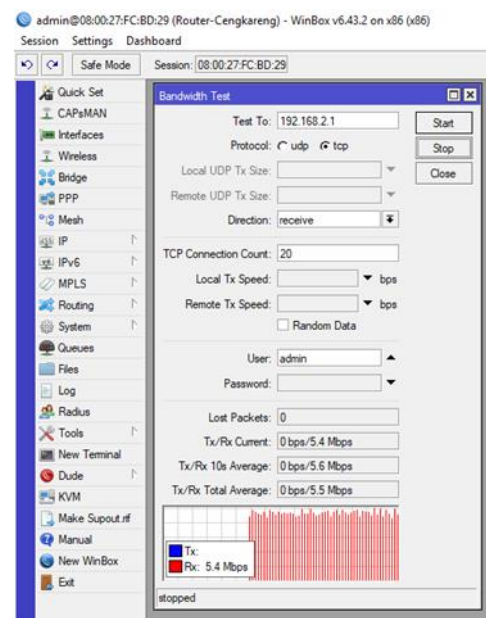 admin@08:00:27:FC:BD:29 (Router-Cengkareng) - WinBox v6.43.2 on x86 (x86)
Session Settings Dashboard
Safe Mode Session: 08:00:27:FC:BD:29
Quick Set
CAPsMAN
Interfaces
Wireless
Bridge
PPP
Mesh
IP
IPv6
MPLS
Routing
System
Queues
Files
Log
Radius
Tools
New Terminal
Dude
KVM
Make Supout.rif
Manual
New WinBox
Exit
Bandwidth Test
Test To: 192.168.2.1 Start
Protocol: udp tcp Stop
Local UDP Tx Size: Close
Remote UDP Tx Size:
Direction: receive
TCP Connection Count: 20
Local Tx Speed: bps
Remote Tx Speed: bps
Random Data
User: admin
Password:
Lost Packets: 0
Tx/Rx Current: 0 bps/5.4 Mbps
Tx/Rx 10s Average: 0 bps/5.6 Mbps
Tx/Rx Total Average: 0 bps/5.5 Mbps
Tx:
Rx: 5.4 Mbps
stopped